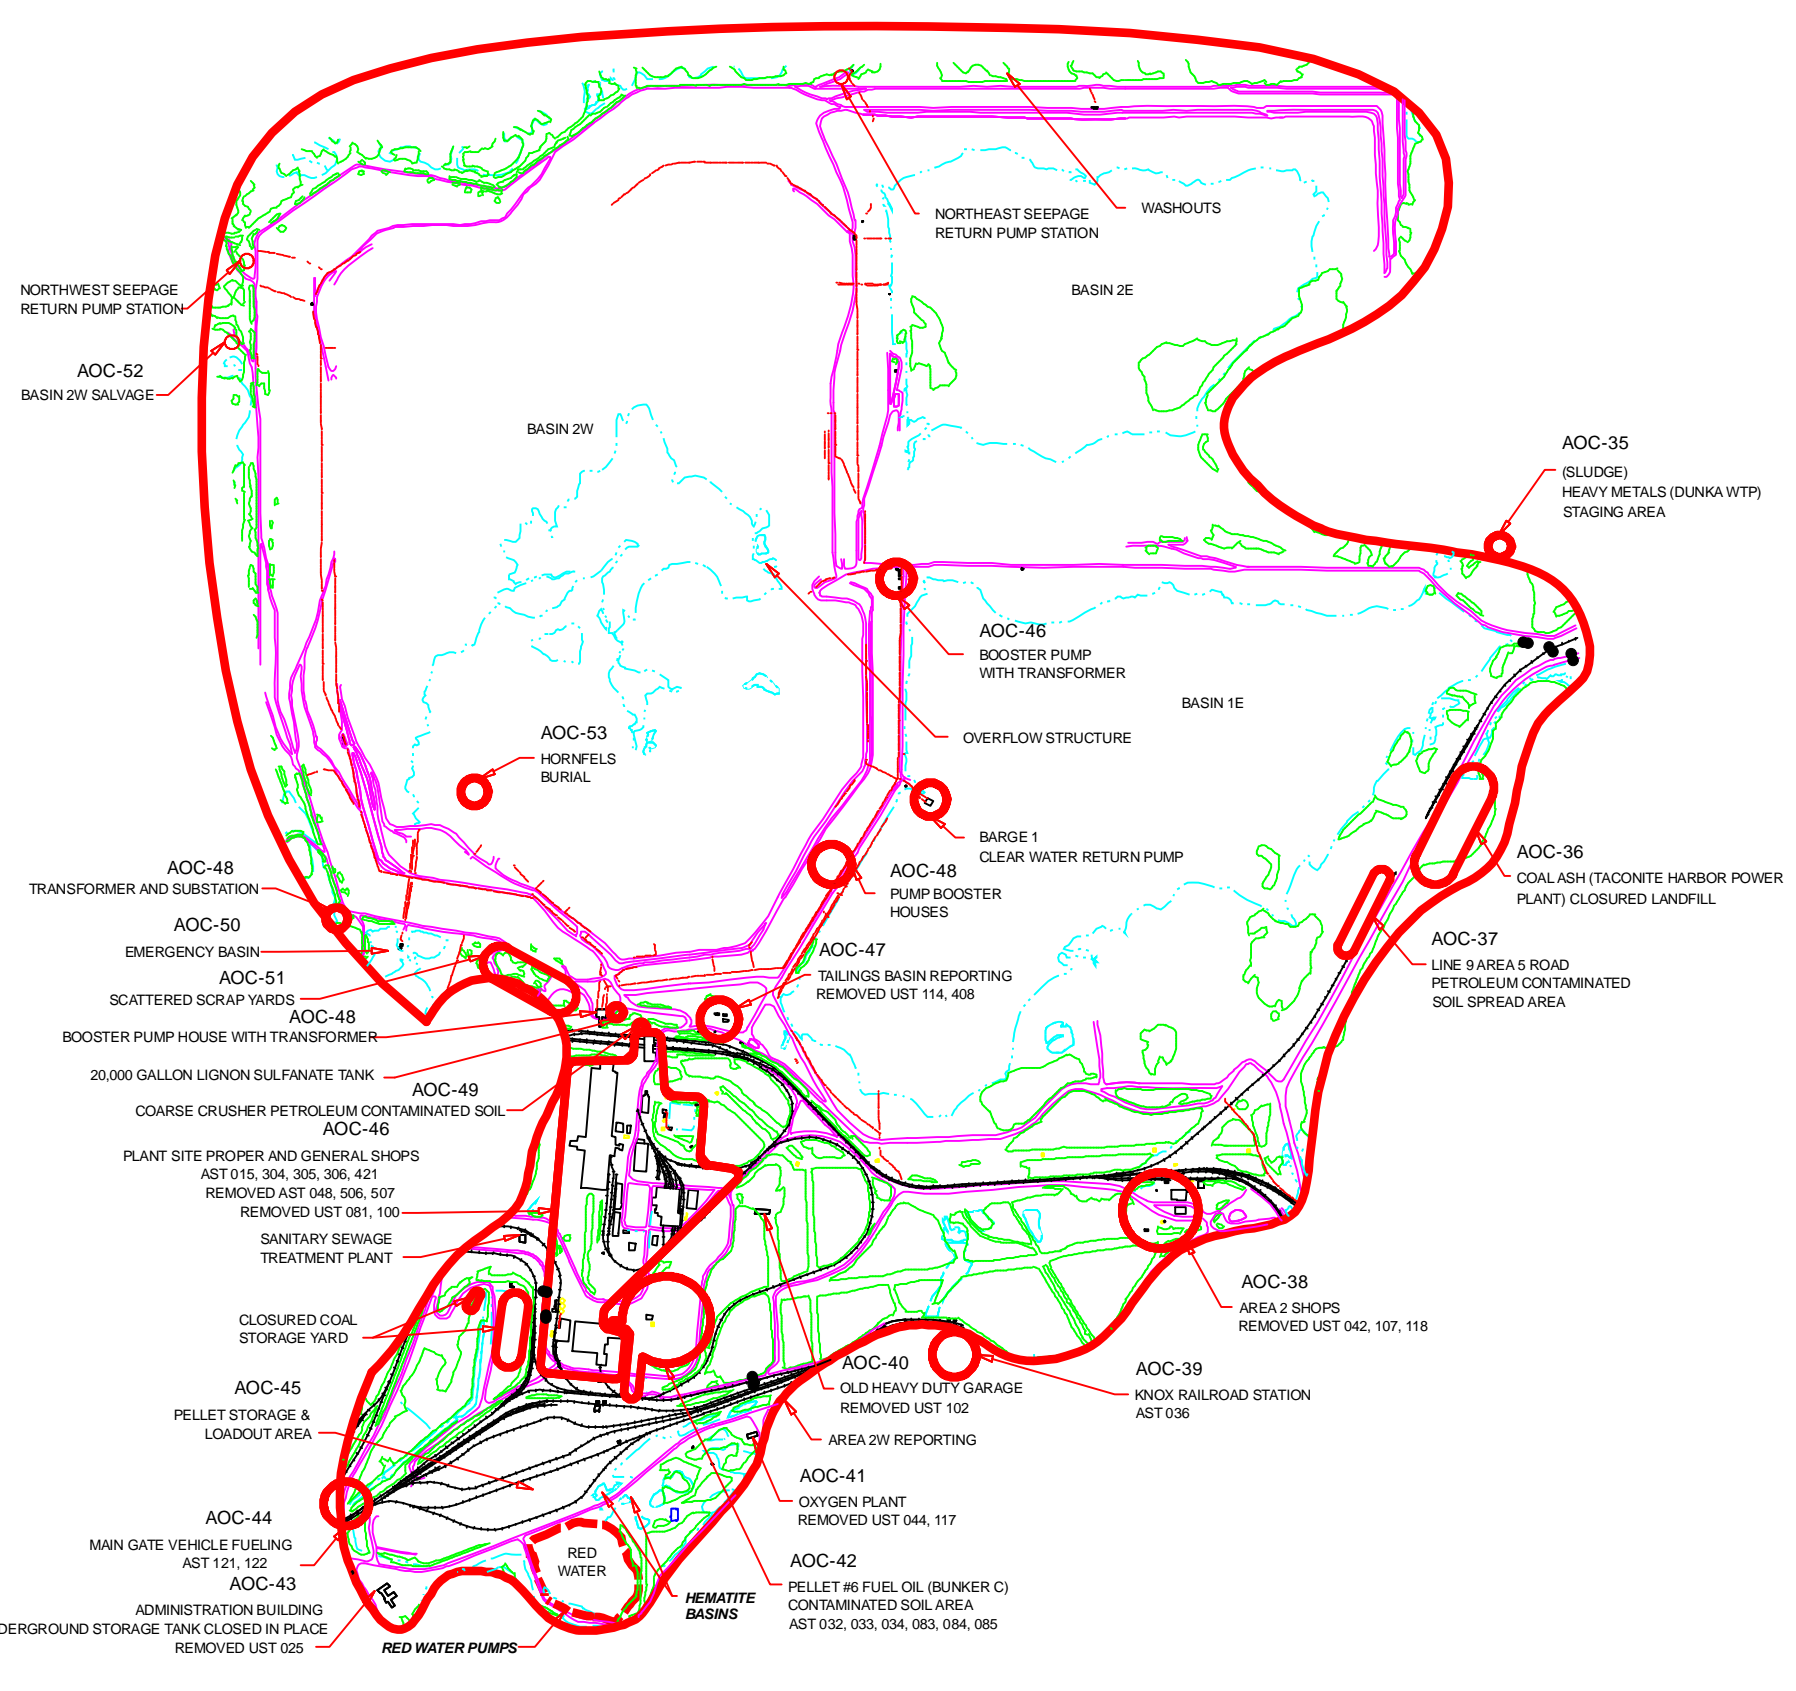 NORTHEAST SEEPAGE
RETURN PUMP STATION
WASHOUTS
BASIN 2E
NORTHWEST SEEPAGE
RETURN PUMP STATION
AOC-52
BASIN 2W SALVAGE
BASIN 2W
AOC-35
(SLUDGE)
HEAVY METALS (DUNKA WTP)
STAGING AREA
AOC-46
BOOSTER PUMP
WITH TRANSFORMER
BASIN 1E
OVERFLOW STRUCTURE
AOC-53
HORNFELS
BURIAL
BARGE 1
CLEAR WATER RETURN PUMP
AOC-48
PUMP BOOSTER
HOUSES
AOC-36
COAL ASH (TACONITE HARBOR POWER
PLANT) CLOSURED LANDFILL
AOC-37
LINE 9 AREA 5 ROAD
PETROLEUM CONTAMINATED
SOIL SPREAD AREA
AOC-48
TRANSFORMER AND SUBSTATION
AOC-50
EMERGENCY BASIN
AOC-51
SCATTERED SCRAP YARDS
AOC-48
BOOSTER PUMP HOUSE WITH TRANSFORMER
20,000 GALLON LIGNON SULFANATE TANK
AOC-47
TAILINGS BASIN REPORTING
REMOVED UST 114, 408
AOC-49
COARSE CRUSHER PETROLEUM CONTAMINATED SOIL
AOC-46
PLANT SITE PROPER AND GENERAL SHOPS
AST 015, 304, 305, 306, 421
REMOVED AST 048, 506, 507
REMOVED UST 081, 100
SANITARY SEWAGE
TREATMENT PLANT
CLOSURED COAL
STORAGE YARD
AOC-38
AREA 2 SHOPS
REMOVED UST 042, 107, 118
AOC-39
KNOX RAILROAD STATION
AST 036
AOC-40
OLD HEAVY DUTY GARAGE
REMOVED UST 102
AREA 2W REPORTING
AOC-45
PELLET STORAGE &
LOADOUT AREA
AOC-41
OXYGEN PLANT
REMOVED UST 044, 117
AOC-44
MAIN GATE VEHICLE FUELING
AST 121, 122
AOC-42
PELLET #6 FUEL OIL (BUNKER C)
CONTAMINATED SOIL AREA
AST 032, 033, 034, 083, 084, 085
RED
WATER
HEMATITE
BASINS
AOC-43
ADMINISTRATION BUILDING
DERGROUND STORAGE TANK CLOSED IN PLACE
REMOVED UST 025
RED WATER PUMPS